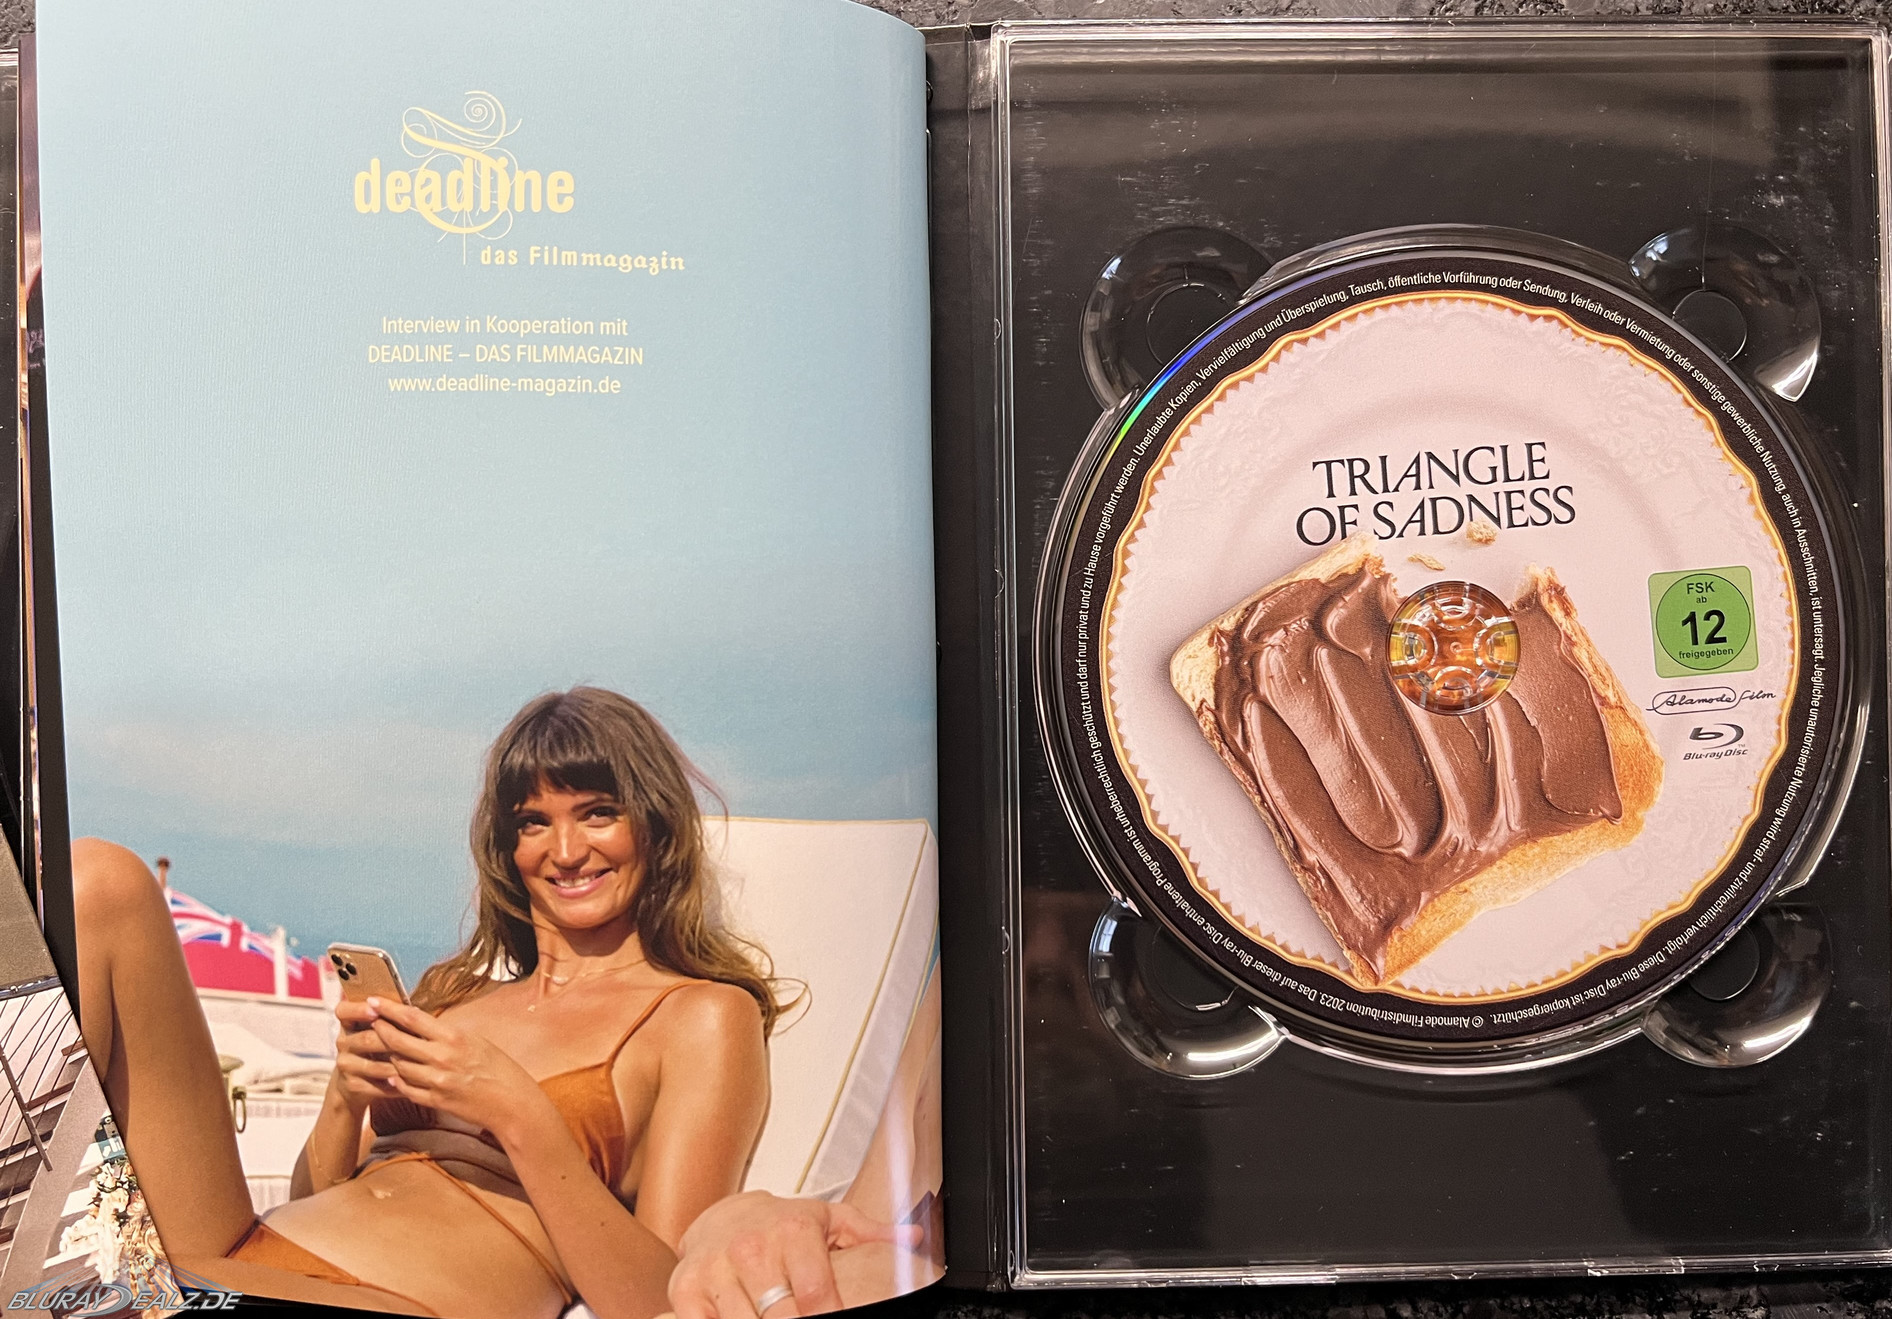 deadline
das Filmmagazin
Interview in Kooperation mit
DEADLINE – DAS FILMMAGAZIN
www.deadline-magazin.de
TRIANGLE
OF SADNESS
FSK
ab
12
freigegeben
Alamode Film
Blu-ray Disc
TM
© Alamode Filmdistribution 2023. Das auf dieser Blu-ray Disc enthaltene Programm ist urheberrechtlich geschützt und darf nur privat und zu Hause vorgeführt werden. Unerlaubte Kopien, Vervielfältigung und Überspielung, Tausch, öffentliche Vorführung oder Sendung, Verleih oder Vermietung oder sonstige gewerbliche Nutzung, auch in Ausschnitten, ist untersagt. Jegliche unautorisierte Nutzung wird straf- und zivilrechtlich verfolgt. Diese Blu-ray Disc ist kopiergeschützt.
BLURAYDEALZ.DE